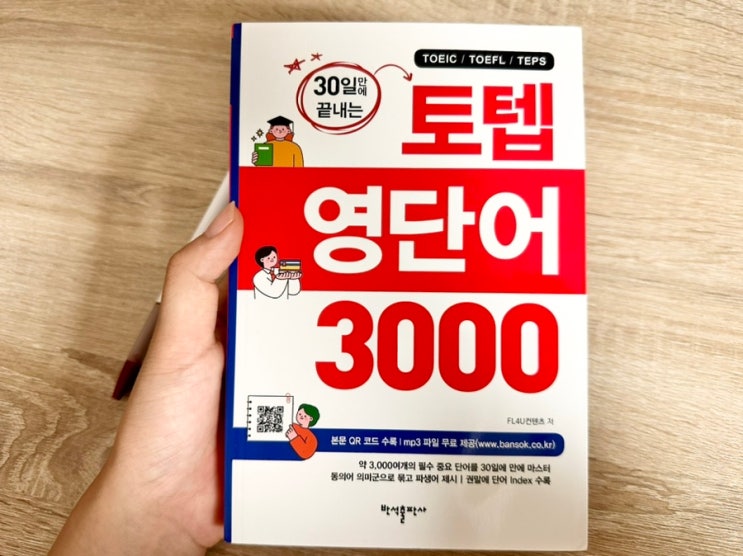 TOEIC / TOEFL / TEPS
30일만에
끝내는
토텝
영단어
3000
FL4U컨텐츠 저
본문 QR 코드 수록 | mp3 파일 무료 제공(www.bansok.co.kr)
약 3,000여개의 필수 중요 단어를 30일에 만에 마스터
동의어 의미군으로 묶고 파생어 제시 | 권말에 단어 Index 수록
반석출판사